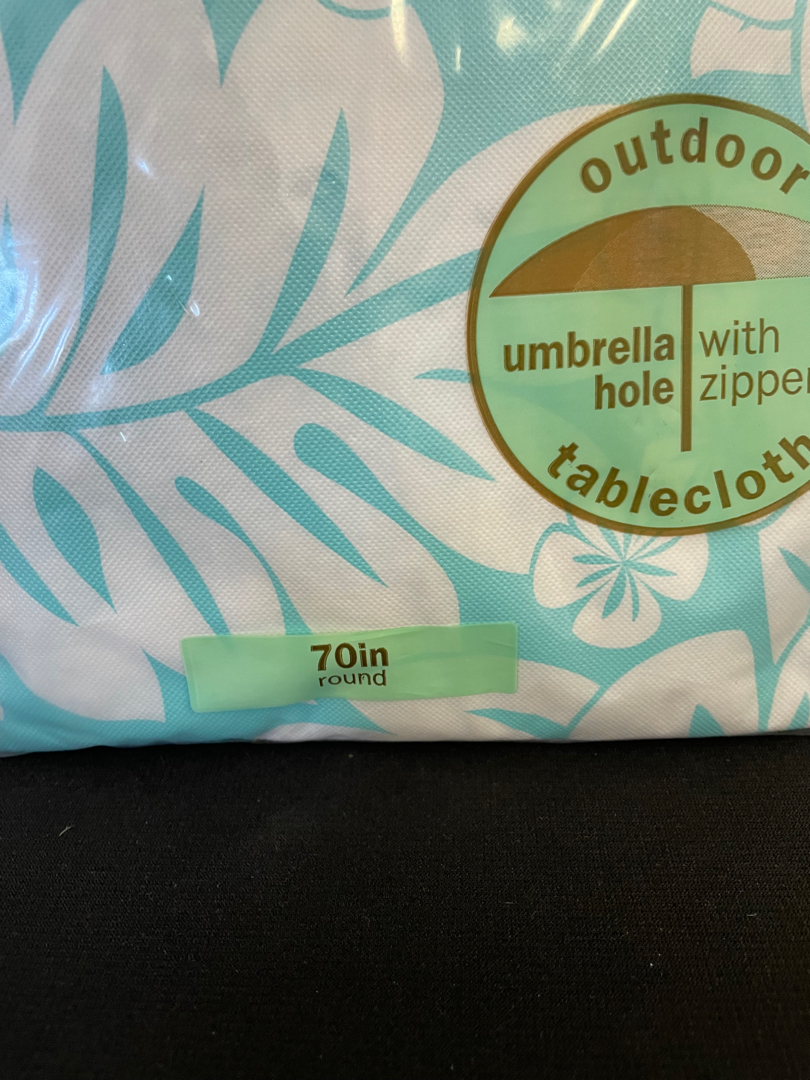 outdoor
umbrella with
hole zipper
tablecloth
70in
round